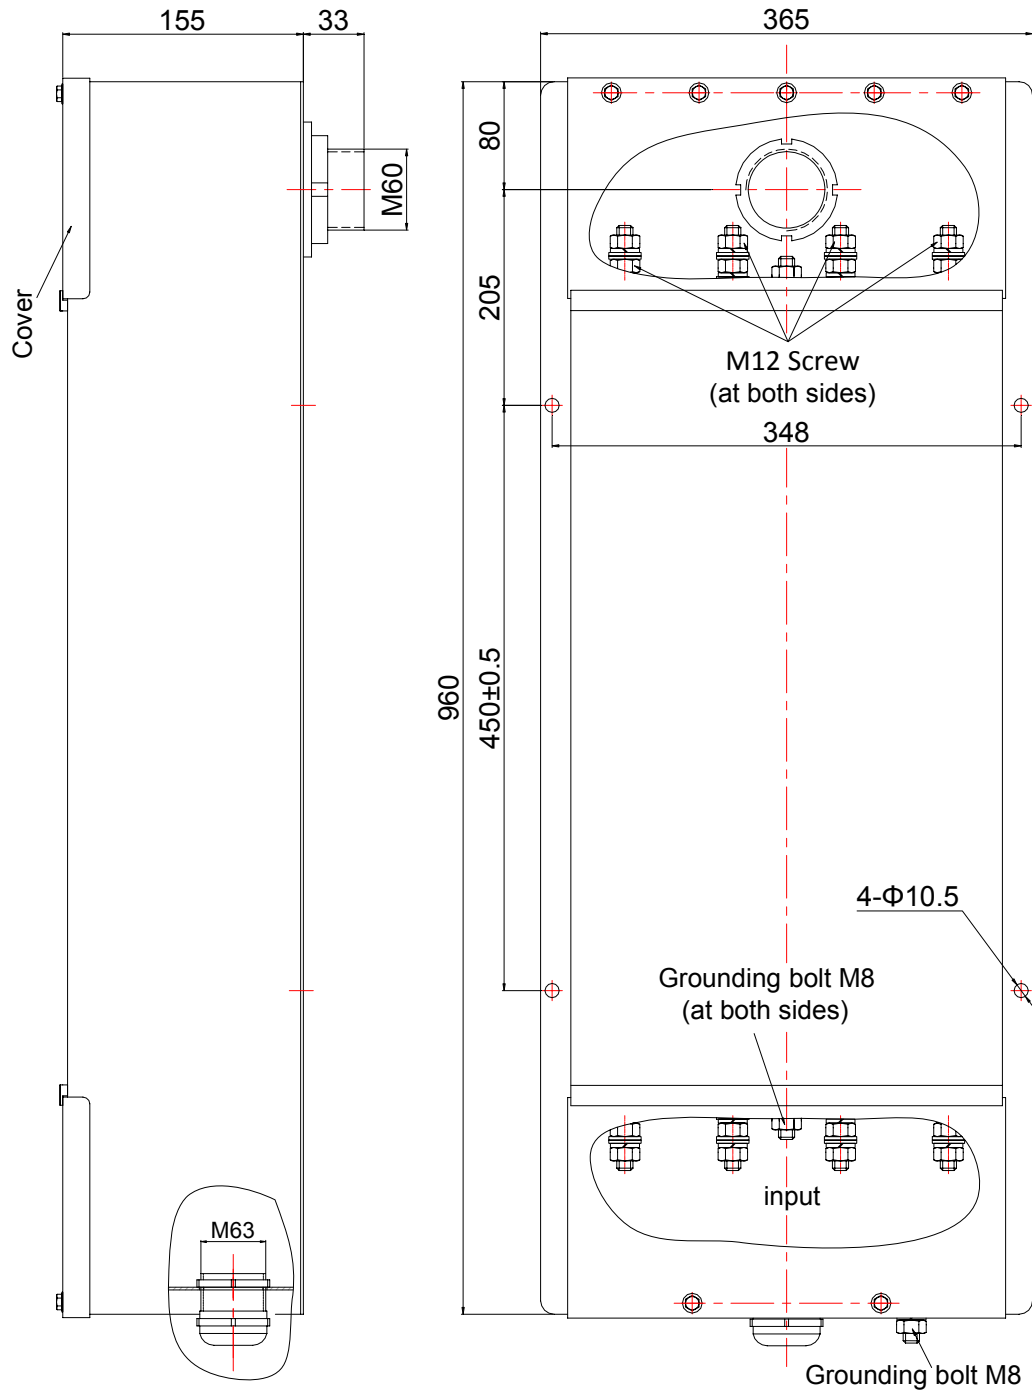 155
33
365
80
M60
205
Cover
M12 Screw
(at both sides)
348
450±0.5
960
4-Φ10.5
Grounding bolt M8
(at both sides)
input
M63
Grounding bolt M8